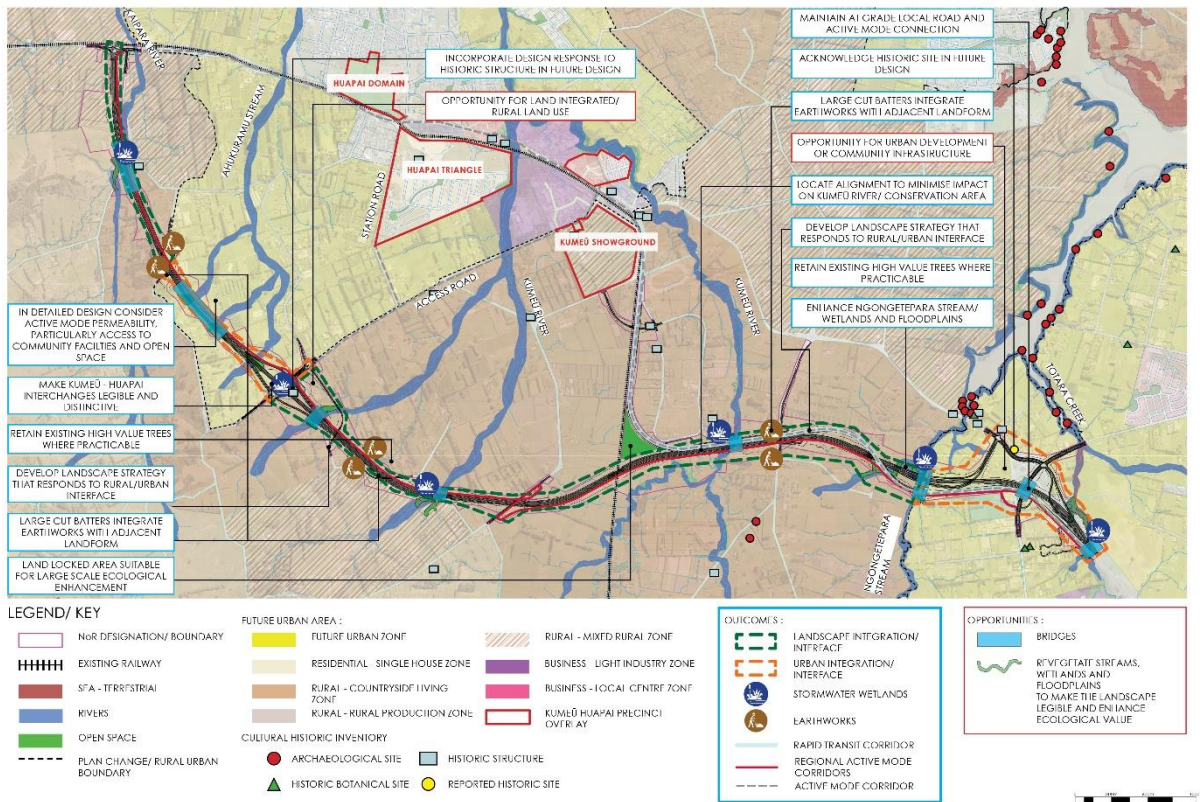 KAIPARA RIVER
AHUKURAMU STREAM
INCORPORATE DESIGN RESPONSE TO
HISTORIC STRUCTURE IN FUTURE DESIGN
OPPORTUNITY FOR LAND INTEGRATED/
RURAL LAND USE
HUAPAI DOMAIN
HUAPAI TRIANGLE
STATION ROAD
KUMEŪ SHOWGROUND
ACCESS ROAD
KUMEU RIVER
KUMEU RIVER
MAINTAIN AT GRADE LOCAL ROAD AND
ACTIVE MODE CONNECTION
ACKNOWLEDGE HISTORIC SITE IN FUTURE
DESIGN
LARGE CUT BATTERS INTEGRATE
EARTHWORKS WITH ADJACENT LANDFORM
OPPORTUNITY FOR URBAN DEVELOPMENT
OR COMMUNITY INFRASTRUCTURE
LOCATE ALIGNMENT TO MINIMISE IMPACT
ON KUMEŪ RIVER/ CONSERVATION AREA
DEVELOP LANDSCAPE STRATEGY THAT
RESPONDS TO RURAL/URBAN INTERFACE
RETAIN EXISTING HIGH VALUE TREES WHERE
PRACTICABLE
ENHANCE NGONGETEPARA STREAM/
WETLANDS AND FLOODPLAINS
TOTARA CREEK
NGONGETEPARA
STREAM
IN DETAILED DESIGN CONSIDER
ACTIVE MODE PERMEABILITY,
PARTICULARLY ACCESS TO
COMMUNITY FACILTIES AND OPEN
SPACE
MAKE KUMEŪ - HUAPAI
INTERCHANGES LEGIBLE AND
DISTINCTIVE
RETAIN EXISTING HIGH VALUE TREES
WHERE PRACTICABLE
DEVELOP LANDSCAPE STRATEGY
THAT RESPONDS TO RURAL/URBAN
INTERFACE
LARGE CUT BATTERS INTEGRATE
EARTHWORKS WITH ADJACENT
LANDFORM
LAND LOCKED AREA SUITABLE
FOR LARGE SCALE ECOLOGICAL
ENHANCEMENT
LEGEND/ KEY
NoR DESIGNATION/ BOUNDARY
EXISTING RAILWAY
SEA - TERRESTRIAL
RIVERS
OPEN SPACE
PLAN CHANGE/ RURAL URBAN
BOUNDARY
FUTURE URBAN AREA :
FUTURE URBAN ZONE
RESIDENTIAL SINGLE HOUSE ZONE
RURAL - COUNTRYSIDE LIVING
ZONE
RURAL - RURAL PRODUCTION ZONE
RURAL - MIXED RURAL ZONE
BUSINESS - LIGHT INDUSTRY ZONE
BUSINESS - LOCAL CENTRE ZONE
KUMEŪ HUAPAI PRECINCT
OVERLAY
CULTURAL HISTORIC INVENTORY
ARCHAEOLOGICAL SITE
HISTORIC STRUCTURE
HISTORIC BOTANICAL SITE
REPORTED HISTORIC SITE
OUTCOMES :
LANDSCAPE INTEGRATION/
INTERFACE
URBAN INTEGRATION/
INTERFACE
STORMWATER WETLANDS
EARTHWORKS
RAPID TRANSIT CORRIDOR
REGIONAL ACTIVE MODE
CORRIDORS
ACTIVE MODE CORRIDOR
OPPORTUNITIES :
BRIDGES
REVEGETATE STREAMS,
WETLANDS AND
FLOODPLAINS
TO MAKE THE LANDSCAPE
LEGIBLE AND ENHANCE
ECOLOGICAL VALUE